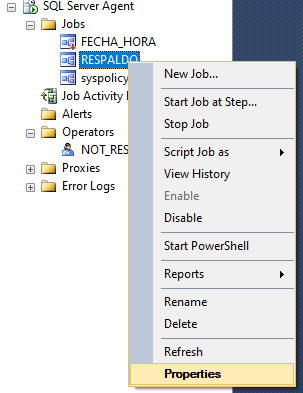 SQL Server Agent
Jobs
FECHA_HORA
RESPALDO
syspolicy
Job Activity
Alerts
Operators
NOT_RES
Proxies
Error Logs
New Job...
Start Job at Step...
Stop Job
Script Job as
View History
Enable
Disable
Start PowerShell
Reports
Rename
Delete
Refresh
Properties